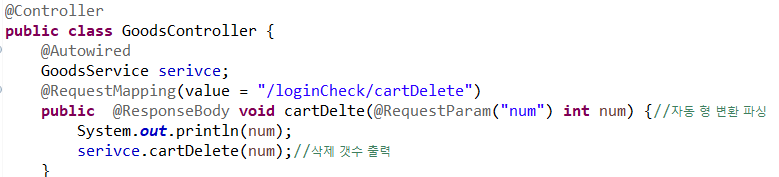 @Controller
public class GoodsController {
@Autowired
GoodsService serivce;
@RequestMapping(value = "/loginCheck/cartDelete")
public  @ResponseBody void cartDelte(@RequestParam("num") int num) {//자동 형 변환 파싱
System.out.println(num);
serivce.cartDelete(num);//삭제 갯수 출력
}